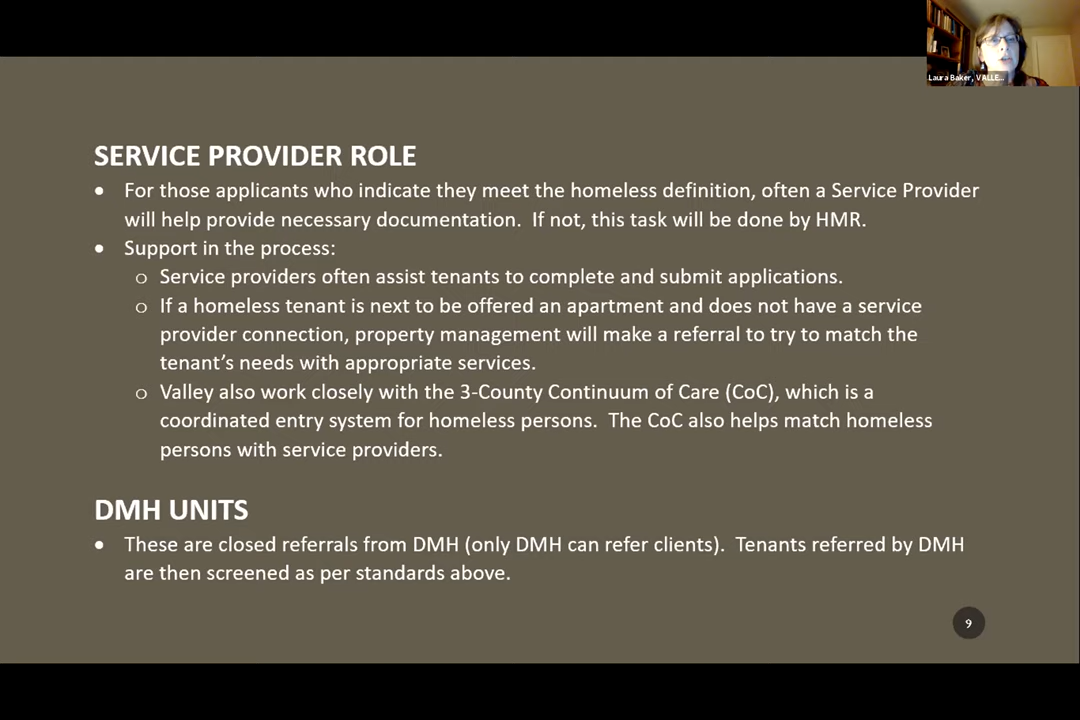 Laura Baker, VALLE...
SERVICE PROVIDER ROLE
• For those applicants who indicate they meet the homeless definition, often a Service Provider
will help provide necessary documentation.  If not, this task will be done by HMR.
• Support in the process:
o Service providers often assist tenants to complete and submit applications.
o If a homeless tenant is next to be offered an apartment and does not have a service
provider connection, property management will make a referral to try to match the
tenant’s needs with appropriate services.
o Valley also work closely with the 3-County Continuum of Care (CoC), which is a
coordinated entry system for homeless persons.  The CoC also helps match homeless
persons with service providers.
DMH UNITS
• These are closed referrals from DMH (only DMH can refer clients).  Tenants referred by DMH
are then screened as per standards above.
9